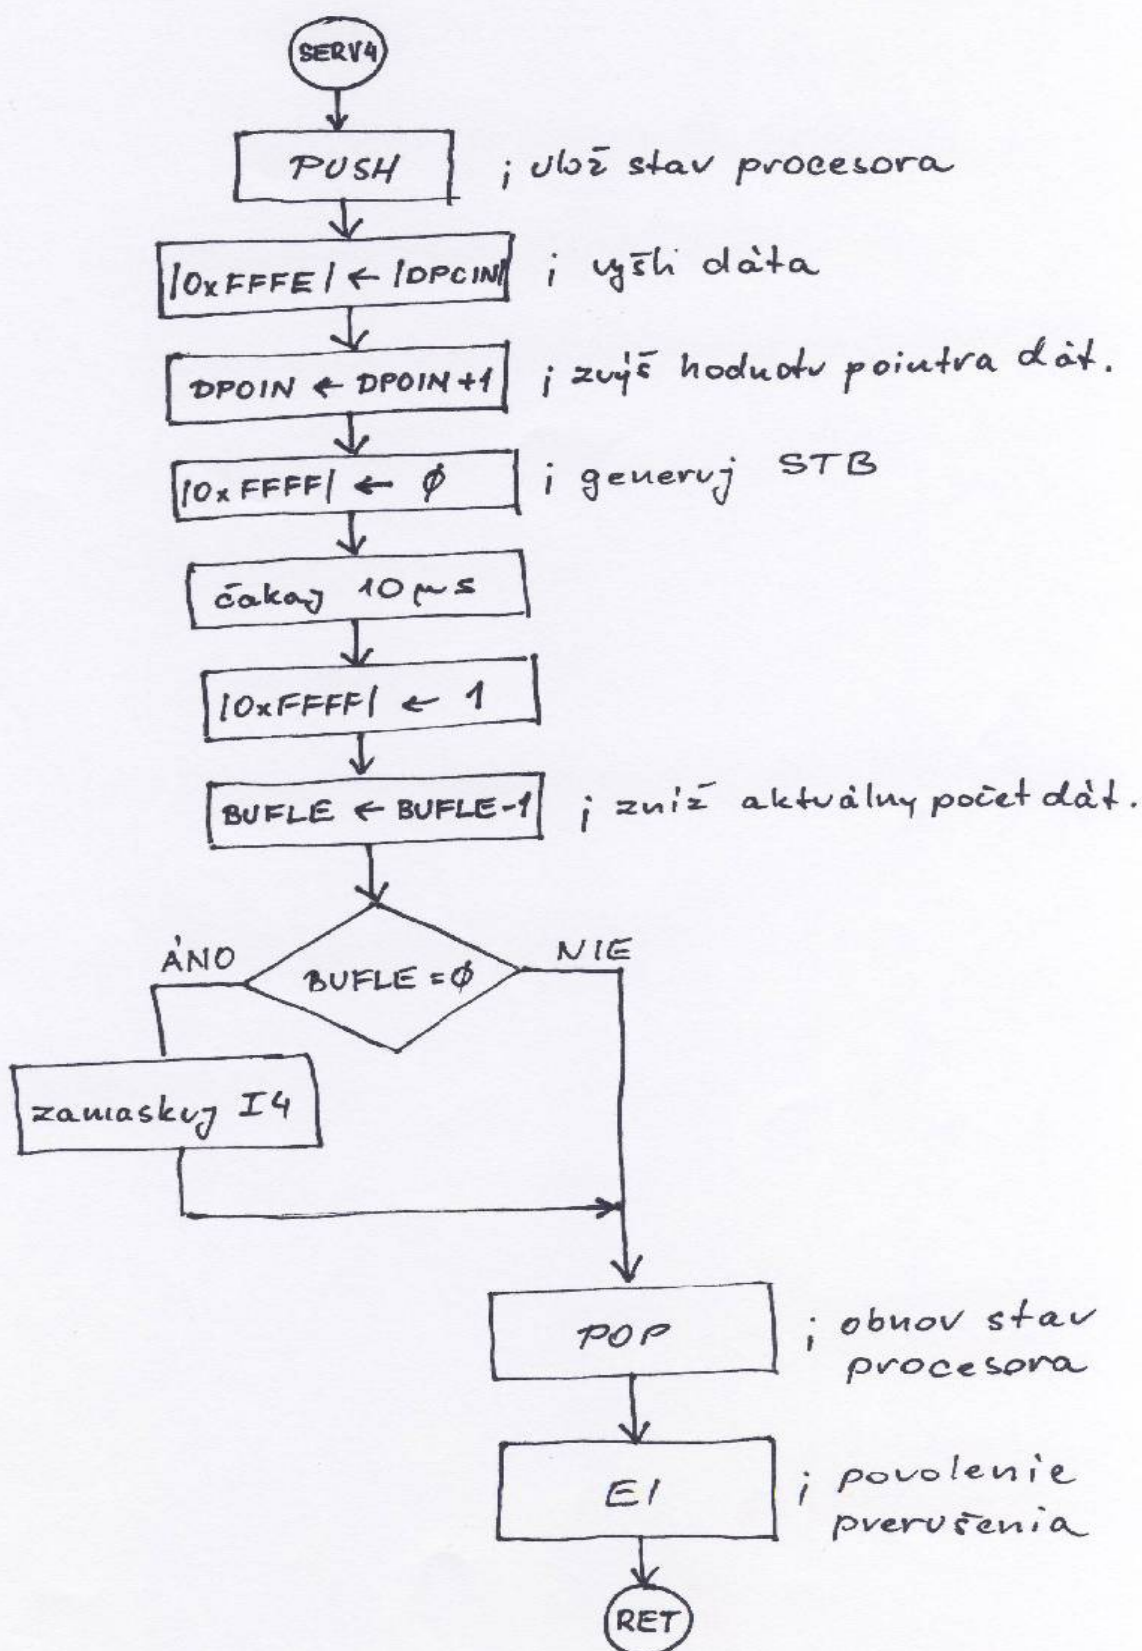 SERV4
PUSH ; ulož stav procesora
|0xFFFE| ← |DPOIN| ; vyšli dáta
DPOIN ← DPOIN+1 ; zvýš hodnotu pointra dát.
|0xFFFF| ← ∅ ; generuj STB
čakaj 10 μs
|0xFFFF| ← 1
BUFLE ← BUFLE-1 ; zníž aktuálny počet dát.
ÁNO BUFLE = ∅ NIE
zamaskuj I4
POP ; obnov stav
procesora
EI ; povolenie
prerušenia
RET